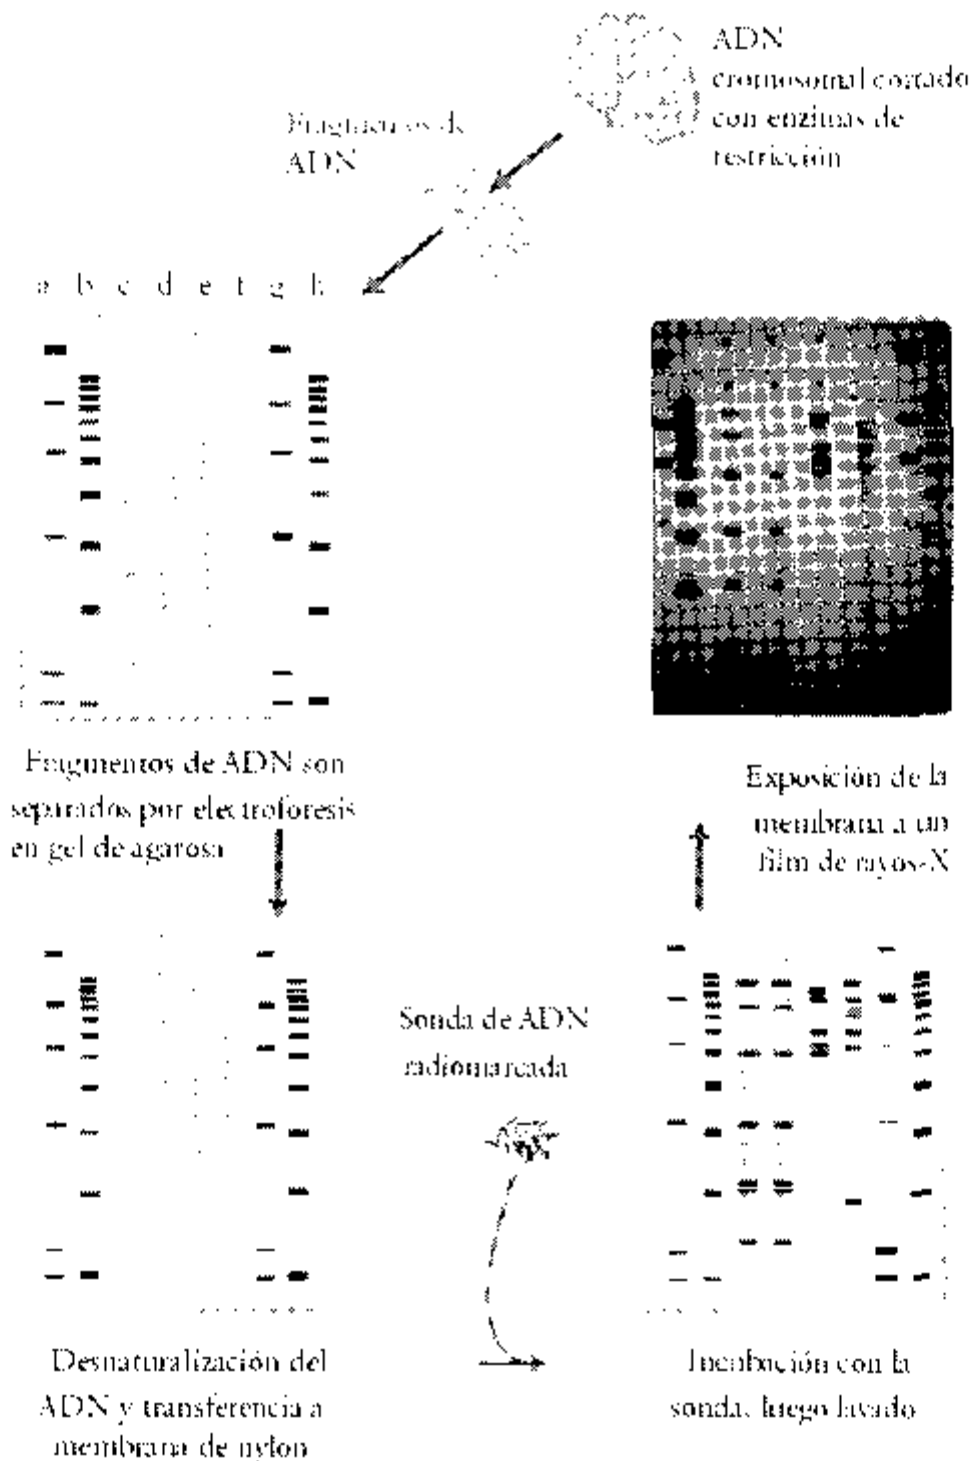 ADN
cromosomal cortado
con enzimas de
restricción
Fragmentos de
ADN
a b c d e f g h
Fragmentos de ADN son
separados por electroforesis
en gel de agarosa
Exposición de la
membrana a un
film de rayos-X
Sonda de ADN
radiomarcada
Desnaturalización del
ADN y transferencia a
membrana de nylon
Incubación con la
sonda, luego lavado